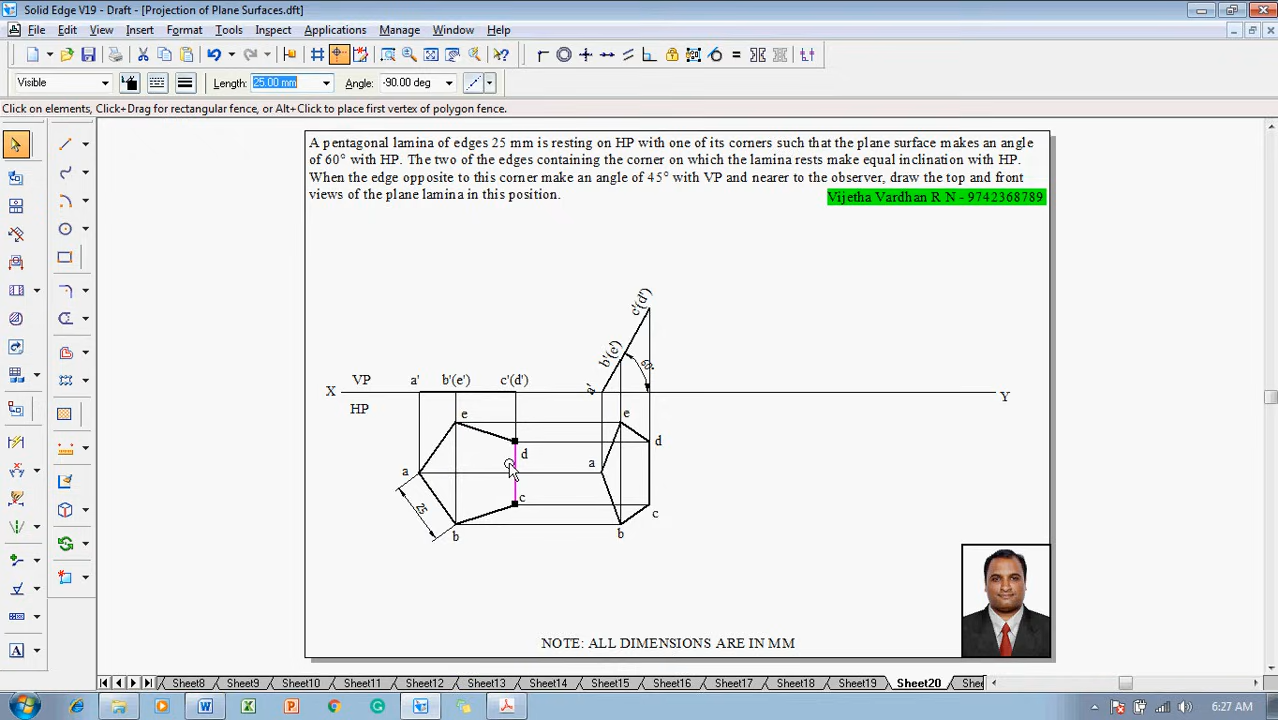 Solid Edge V19 - Draft - [Projection of Plane Surfaces.dft]
File Edit View Insert Format Tools Inspect Applications Manage Window Help
Visible Length: 25.00 mm Angle: -90.00 deg
Click on elements, Click+Drag for rectangular fence, or Alt+Click to place first vertex of polygon fence.
A pentagonal lamina of edges 25 mm is resting on HP with one of its corners such that the plane surface makes an angle
of 60° with HP. The two of the edges containing the corner on which the lamina rests make equal inclination with HP.
When the edge opposite to this corner make an angle of 45° with VP and nearer to the observer, draw the top and front
views of the plane lamina in this position.
Vijetha Vardhan R N - 9742368789
c'(d')
b'(e')
60°
VP a' b'(e') c'(d') a'
X Y
HP
e e
d
d
a a
c
c
25
b b
NOTE: ALL DIMENSIONS ARE IN MM
Sheet8 Sheet9 Sheet10 Sheet11 Sheet12 Sheet13 Sheet14 Sheet15 Sheet16 Sheet17 Sheet18 Sheet19 Sheet20 Shee
6:27 AM